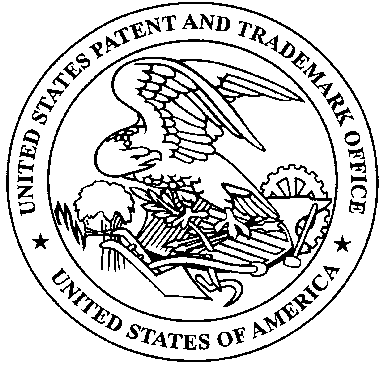 UNITED STATES PATENT AND TRADEMARK OFFICE
UNITED STATES OF AMERICA